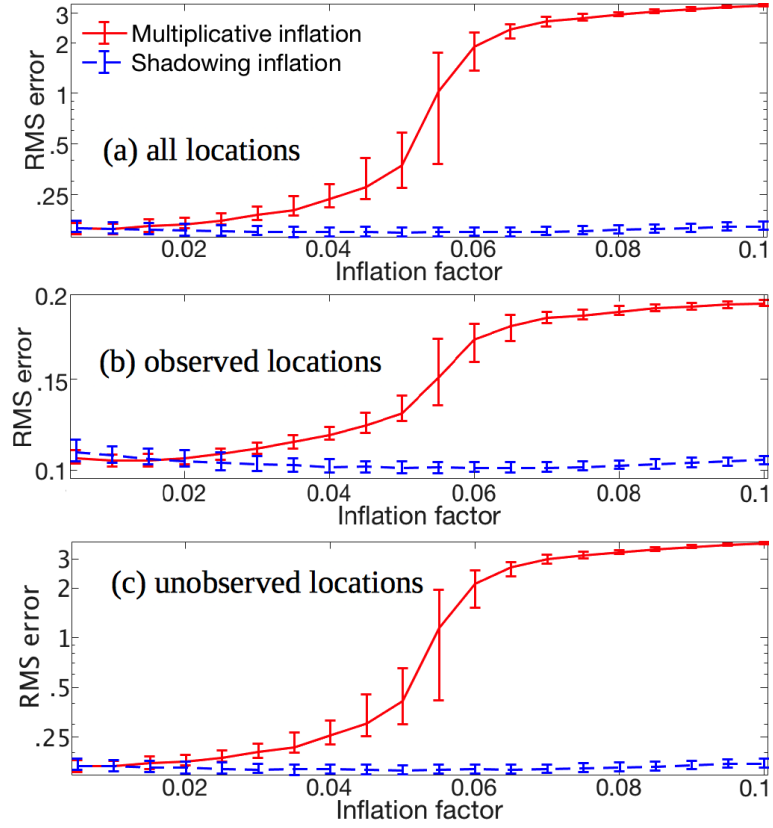 3
2
1
.5
.25
RMS error
Multiplicative inflation
Shadowing inflation
(a) all locations
0.02 0.04 0.06 0.08 0.1
Inflation factor
0.2
.15
0.1
RMS error
(b) observed locations
0.02 0.04 0.06 0.08 0.1
Inflation factor
3
2
1
.5
.25
RMS error
(c) unobserved locations
0.02 0.04 0.06 0.08 0.1
Inflation factor